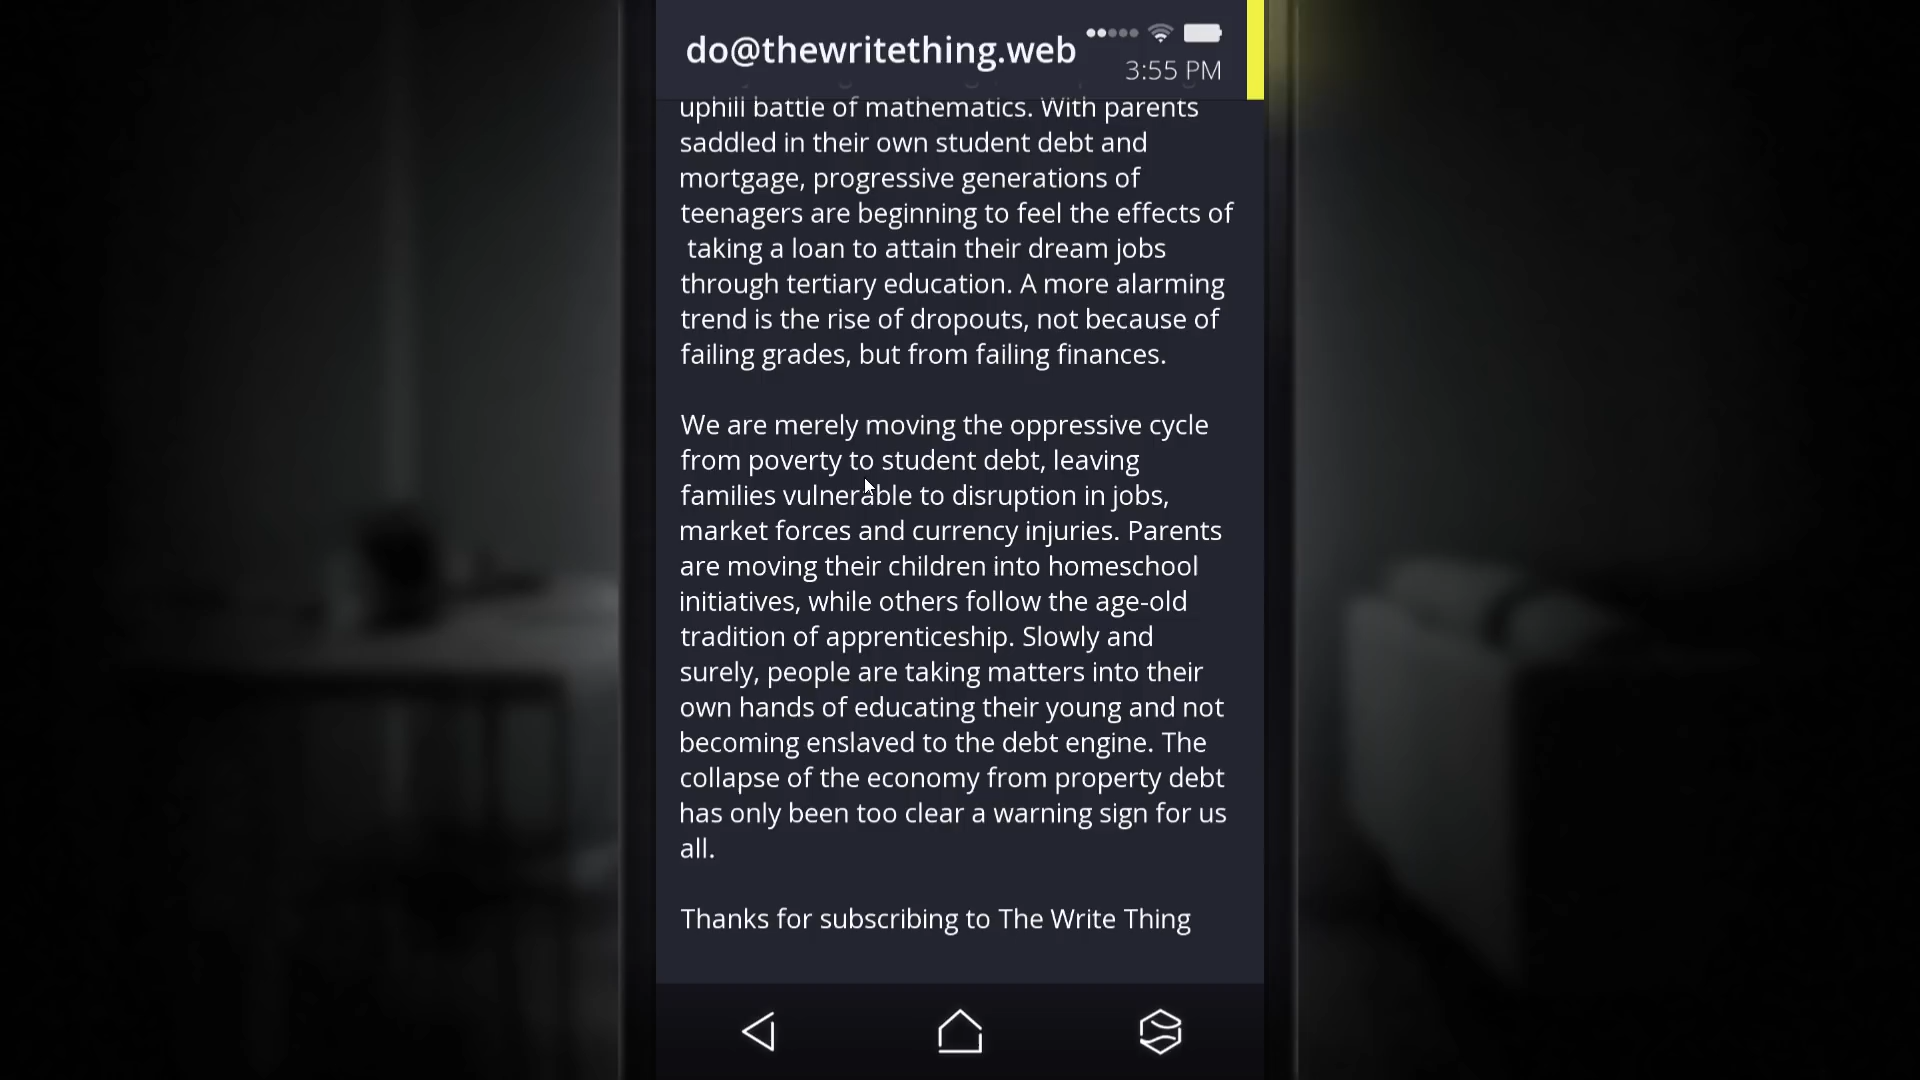 do@thewritething.web
3:55 PM
uphill battle of mathematics. With parents
saddled in their own student debt and
mortgage, progressive generations of
teenagers are beginning to feel the effects of
taking a loan to attain their dream jobs
through tertiary education. A more alarming
trend is the rise of dropouts, not because of
failing grades, but from failing finances.
We are merely moving the oppressive cycle
from poverty to student debt, leaving
families vulnerable to disruption in jobs,
market forces and currency injuries. Parents
are moving their children into homeschool
initiatives, while others follow the age-old
tradition of apprenticeship. Slowly and
surely, people are taking matters into their
own hands of educating their young and not
becoming enslaved to the debt engine. The
collapse of the economy from property debt
has only been too clear a warning sign for us
all.
Thanks for subscribing to The Write Thing